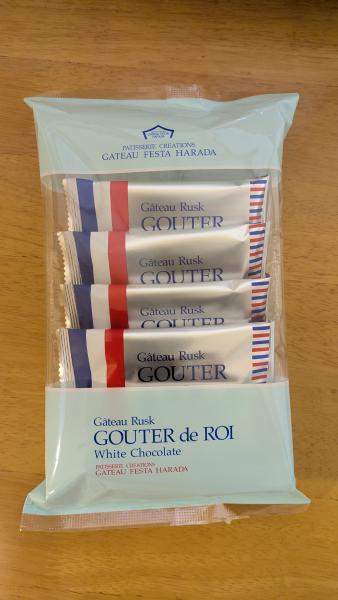 PATISSERIE CREATIONS
GATEAU FESTA HARADA
Gâteau Rusk
GOUTER
Gâteau Rusk
GOUTER
Gâteau Rusk
GOUTER
Gâteau Rusk
GOUTER
Gâteau Rusk
GOUTER de ROI
White Chocolate
PATISSERIE CREATIONS
GATEAU FESTA HARADA